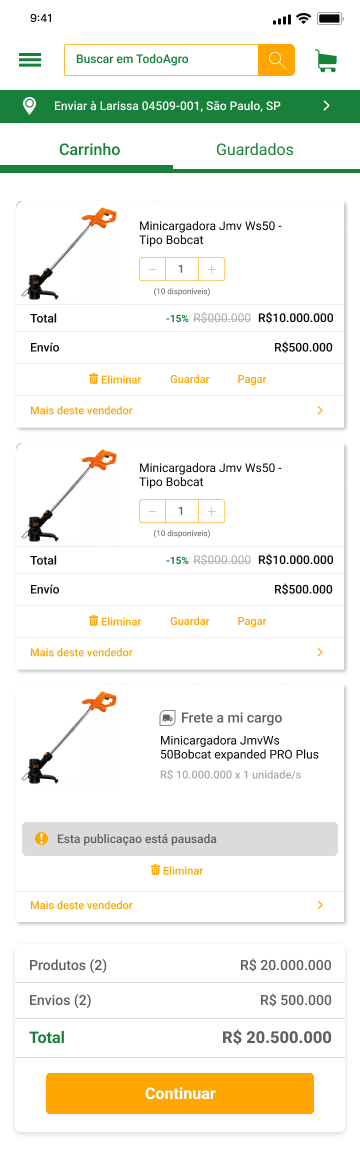 9:41
Buscar em TodoAgro
Enviar à Larissa 04509-001, São Paulo, SP
Carrinho Guardados
Minicargadora Jmv Ws50 -
Tipo Bobcat
− 1 +
(10 disponíveis)
Total -15% R$000.000 R$10.000.000
Envío R$500.000
Eliminar Guardar Pagar
Mais deste vendedor
Minicargadora Jmv Ws50 -
Tipo Bobcat
− 1 +
(10 disponíveis)
Total -15% R$000.000 R$10.000.000
Envío R$500.000
Eliminar Guardar Pagar
Mais deste vendedor
Frete a mi cargo
Minicargadora JmvWs
50Bobcat expanded PRO Plus
R$ 10.000.000 x 1 unidade/s
Esta publicaçao está pausada
Eliminar
Mais deste vendedor
Produtos (2) R$ 20.000.000
Envios (2) R$ 500.000
Total R$ 20.500.000
Continuar